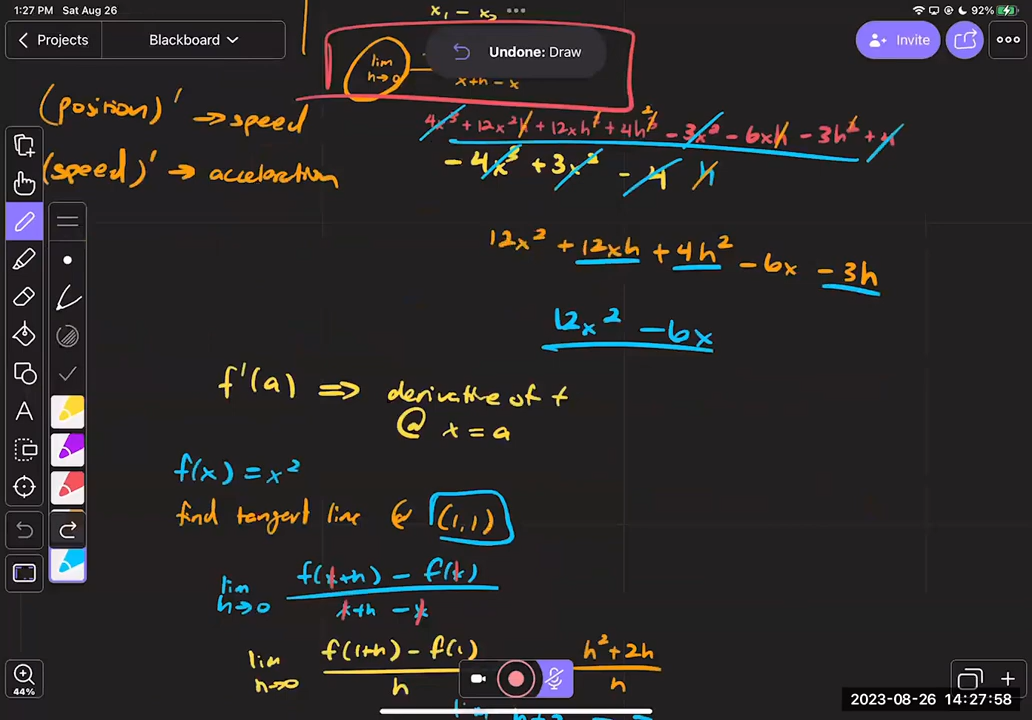 1:27 PM Sat Aug 26
92%
x₁ - x₂
Projects
Blackboard
Undone: Draw
Invite
lim
h→0
x+h - x
(position)' → speed
4x³ + 12x²h + 12xh² + 4h³ - 3x² - 6xh - 3h² + 4
- 4x³ + 3x² - 4 h
(speed)' → acceloration
12x² + 12xh + 4h² - 6x - 3h
12x² - 6x
f'(a) ⇒ derivative of f
@ x = a
f(x) = x²
find tangent line @ (1,1)
lim h→0 f(x+h) - f(x)
x+h - x
lim h→0 f(1+h) - f(1) h² + 2h
h h
44%
2023-08-26 14:27:58